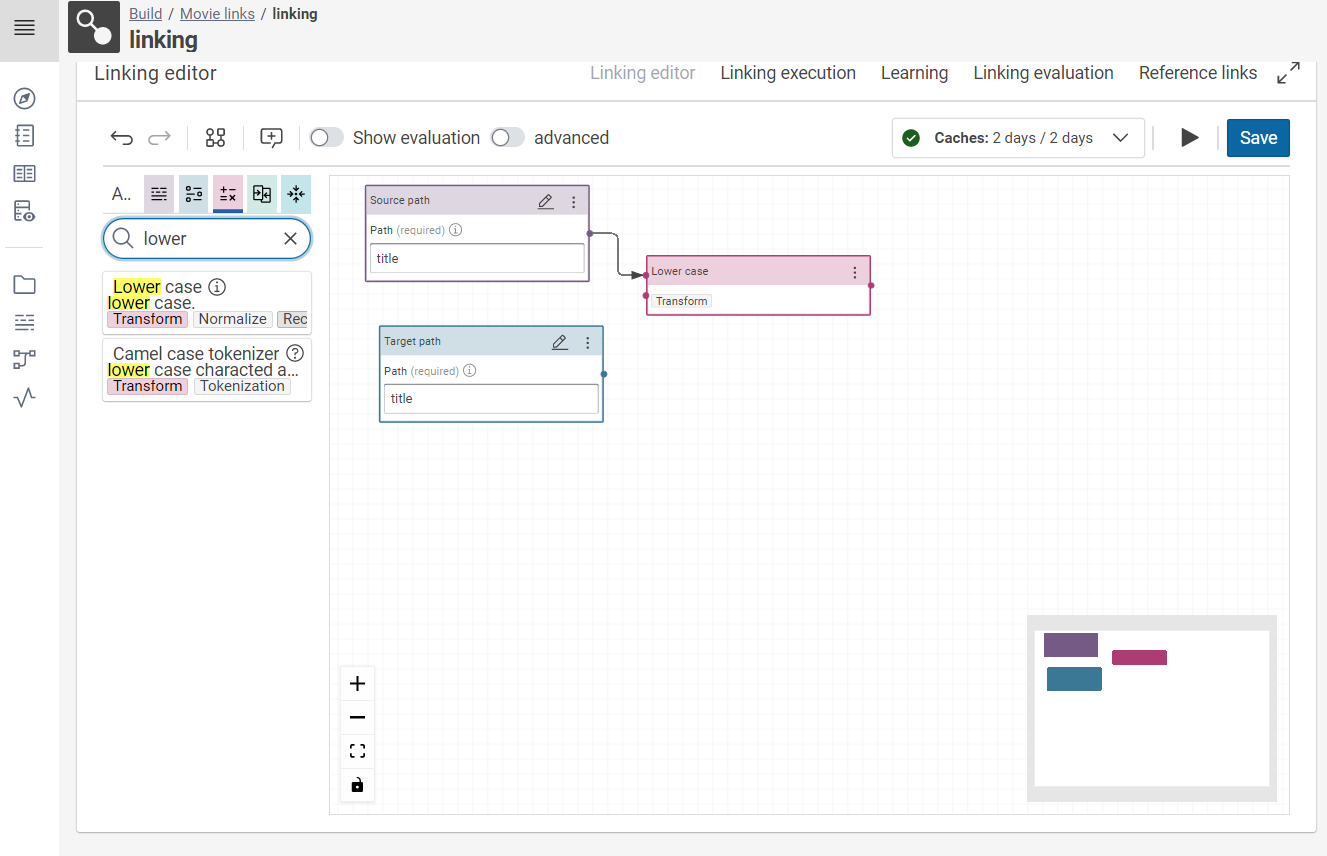 Build / Movie links / linking
linking
Linking editor
Linking editor Linking execution Learning Linking evaluation Reference links
Show evaluation advanced
Caches: 2 days / 2 days
Save
A..
lower
Lower case
lower case.
Transform Normalize Rec
Camel case tokenizer
lower case characted a...
Transform Tokenization
Source path
Path (required)
title
Lower case
Transform
Target path
Path (required)
title